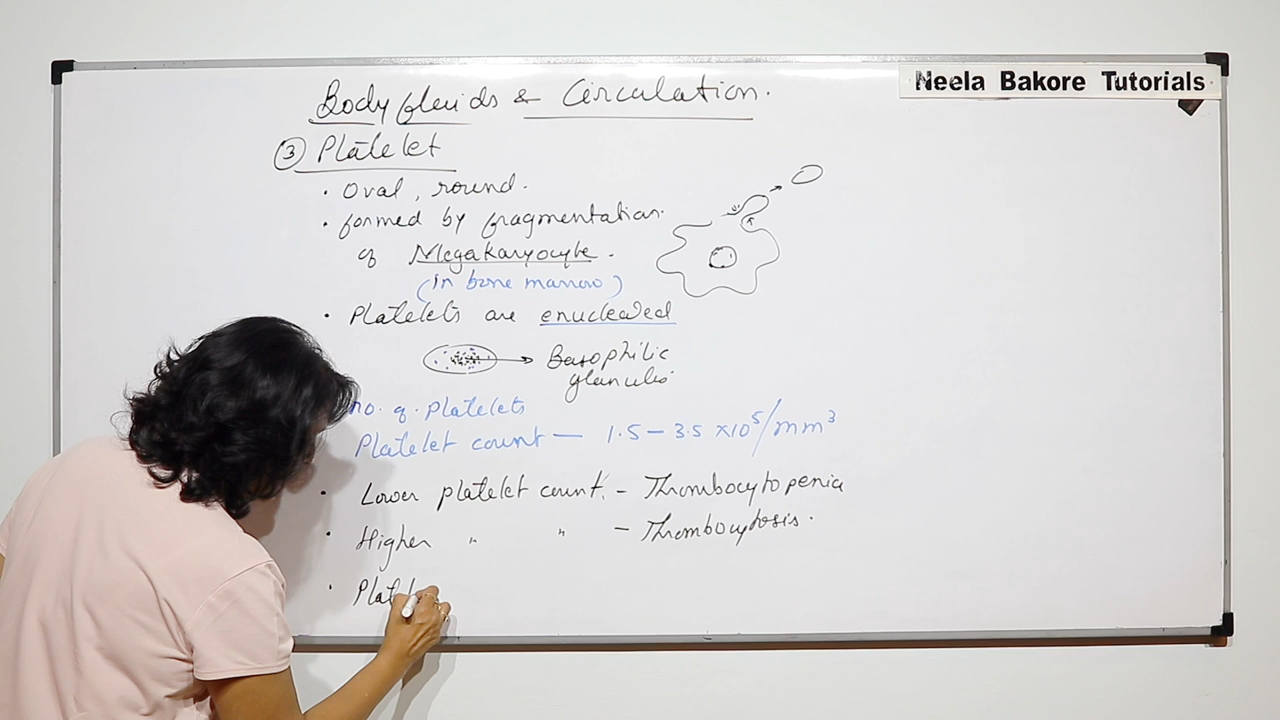 Neela Bakore Tutorials
Body fluids & Circulation.
③ Platelet
• Oval, round.
• formed by fragmentation
of Megakaryocyte.
(in bone marrow)
• Platelets are enucleated
Basophilic
granules
no. of Platelets
Platelet count — 1.5 – 3.5 ×10⁵/mm³
• Lower platelet count. – Thrombocytopenia
• Higher " " – Thrombocytosis.
• Plat